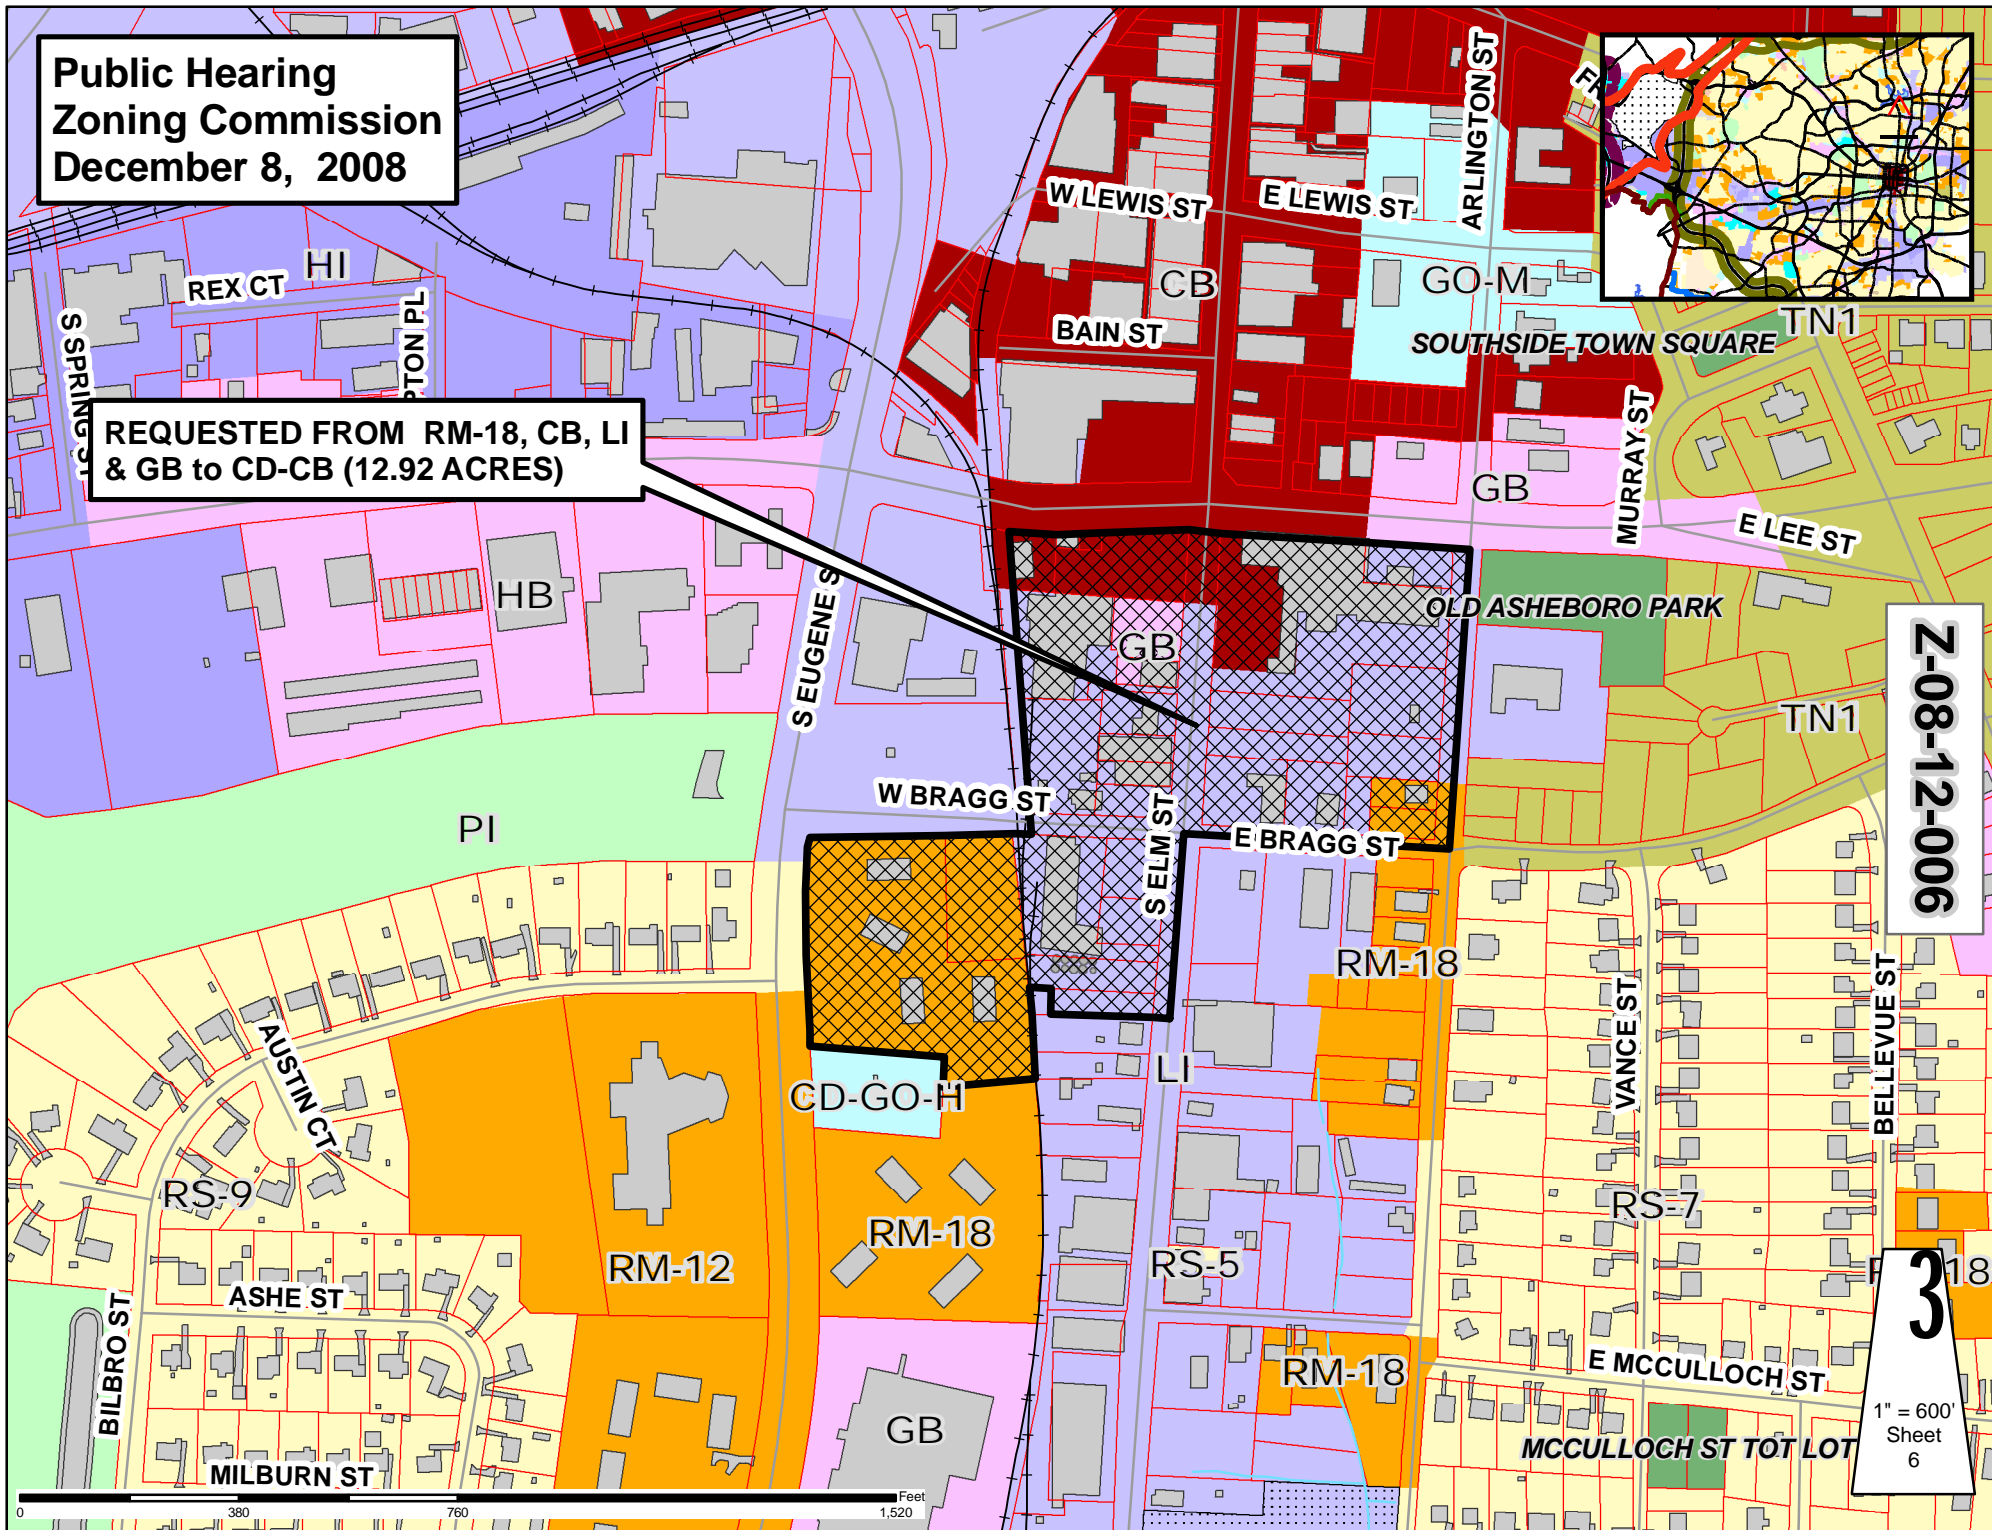 Public Hearing
Zoning Commission
December 8, 2008
ARLINGTON ST
W LEWIS ST
E LEWIS ST
HI
REX CT
CB
GO-M
S SPRING ST
PTON PL
BAIN ST
SOUTHSIDE TOWN SQUARE
TN1
REQUESTED FROM RM-18, CB, LI
& GB to CD-CB (12.92 ACRES)
MURRAY ST
GB
E LEE ST
HB
S EUGENE S
GB
OLD ASHEBORO PARK
Z-08-12-006
TN1
PI
W BRAGG ST
S ELM ST
E BRAGG ST
RM-18
VANCE ST
BELLEVUE ST
AUSTIN CT
CD-GO-H
LI
RS-9
RS-7
RM-18
RM-12
RS-5
18
3
ASHE ST
BILBRO ST
RM-18
E MCCULLOCH ST
GB
1" = 600'
Sheet
6
MCCULLOCH ST TOT LOT
MILBURN ST
Feet
0 380 760 1,520